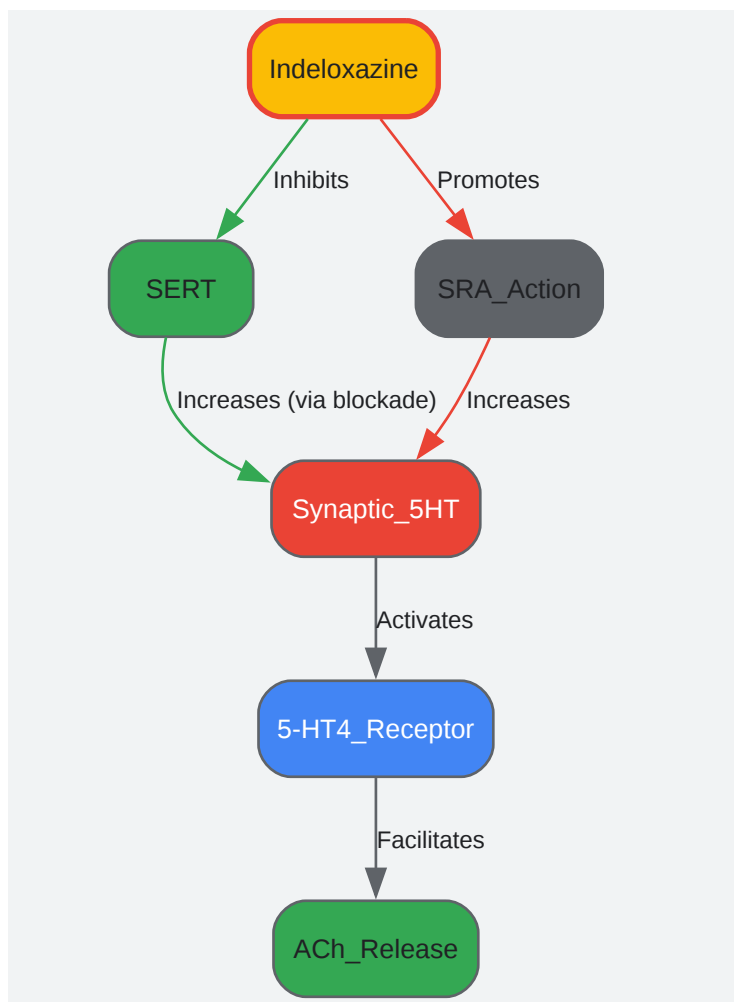 Indeloxazine
Inhibits
Promotes
SERT
SRA_Action
Increases (via blockade)
Increases
Synaptic_5HT
Activates
5-HT4_Receptor
Facilitates
ACh_Release